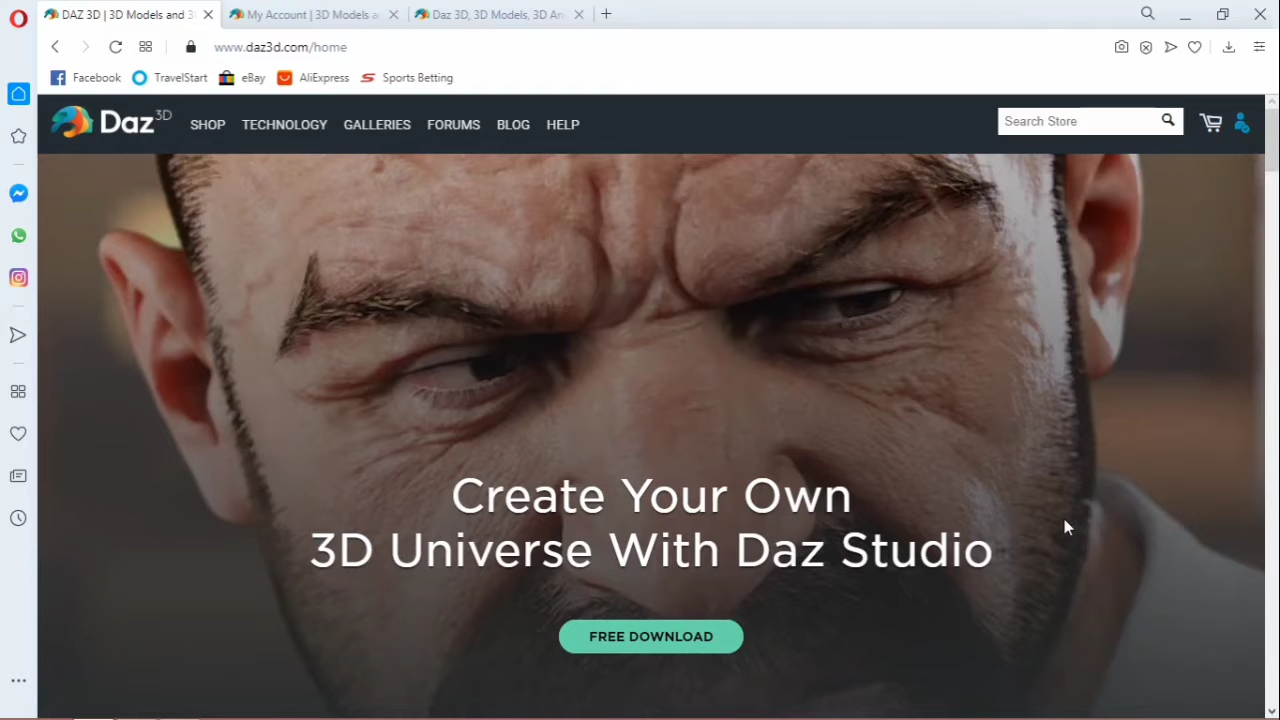 DAZ 3D | 3D Models and 3
My Account | 3D Models a
Daz 3D, 3D Models, 3D An
www.daz3d.com/home
Facebook
TravelStart
eBay
AliExpress
Sports Betting
Daz 3D
SHOP
TECHNOLOGY
GALLERIES
FORUMS
BLOG
HELP
Search Store
Create Your Own
3D Universe With Daz Studio
FREE DOWNLOAD